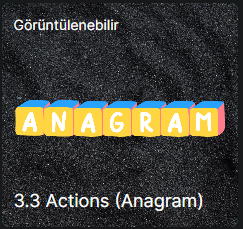 Görüntülenebilir
ANAGRAM
3.3 Actions (Anagram)